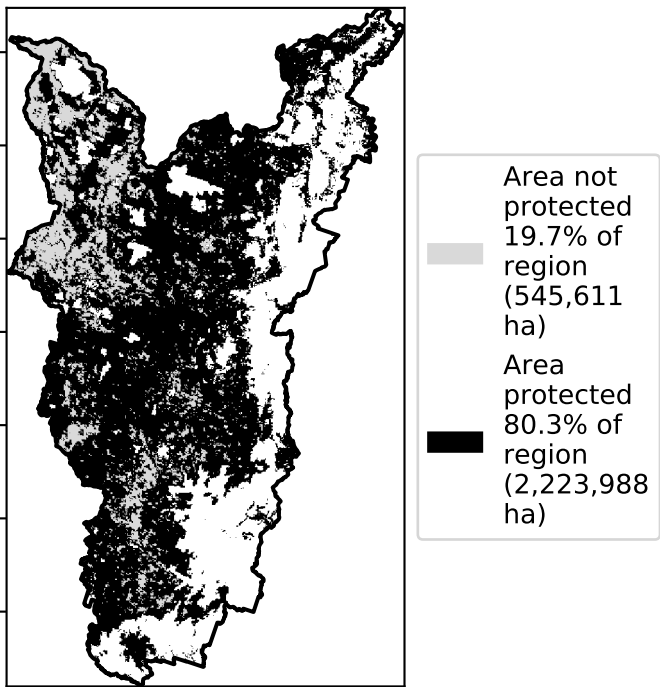 Area not
protected
19.7% of
region
(545,611
ha)
Area
protected
80.3% of
region
(2,223,988
ha)